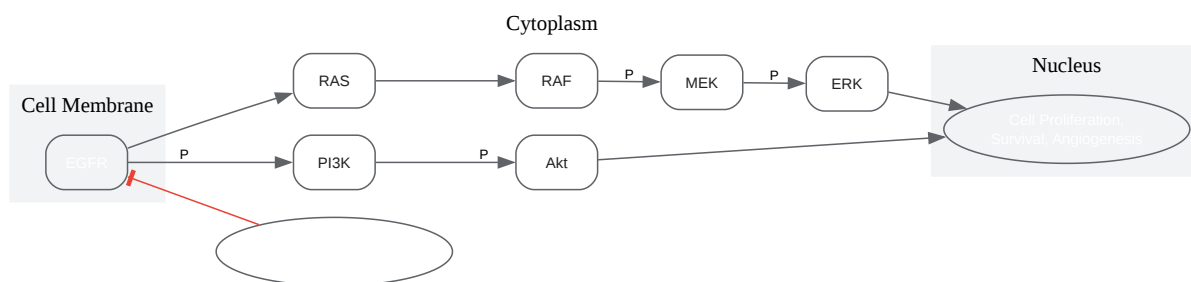 Cytoplasm
Cell Membrane
Nucleus
RAS
RAF
P
MEK
P
ERK
EGFR
P
PI3K
P
Akt
Cell Proliferation,
Survival, Angiogenesis